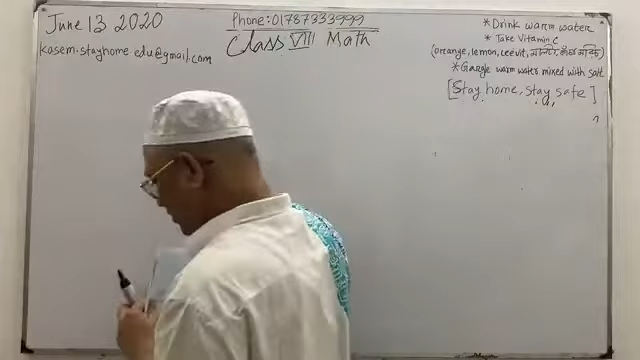 June 13 2020
kasem.stayhome edu@gmail.com
Phone: 01787333999
Class VIII Math
* Drink warm water
* Take Vitamin C
(orrange, lemon, ceevit,
* Gargle warm water mixed with salt
[Stay home, stay safe]